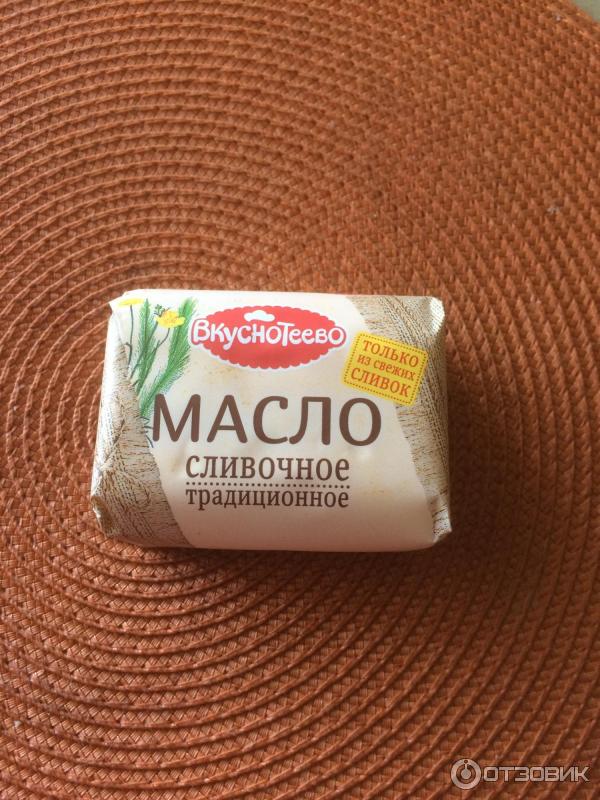 Вкуснотеево
ТОЛЬКО
ИЗ СВЕЖИХ
СЛИВОК
МАСЛО
сливочное
традиционное
ОТЗОВИК